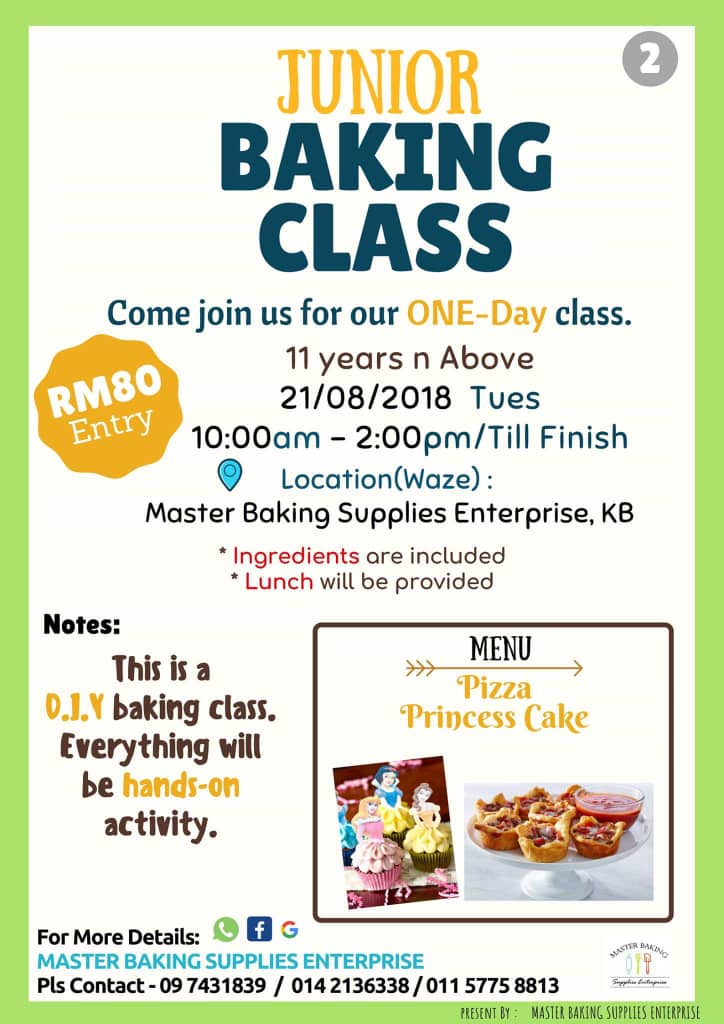 2
JUNIOR
BAKING
CLASS
Come join us for our ONE-Day class.
RM80
Entry
11 years n Above
21/08/2018 Tues
10:00am - 2:00pm/Till Finish
Location(Waze) :
Master Baking Supplies Enterprise, KB
* Ingredients are included
* Lunch will be provided
Notes:
This is a
D.I.Y baking class.
Everything will
be hands-on
activity.
MENU
Pizza
Princess Cake
For More Details:
MASTER BAKING SUPPLIES ENTERPRISE
Pls Contact - 09 7431839 / 014 2136338 / 011 5775 8813
MASTER BAKING
Supplies Enterprise
PRESENT BY : MASTER BAKING SUPPLIES ENTERPRISE